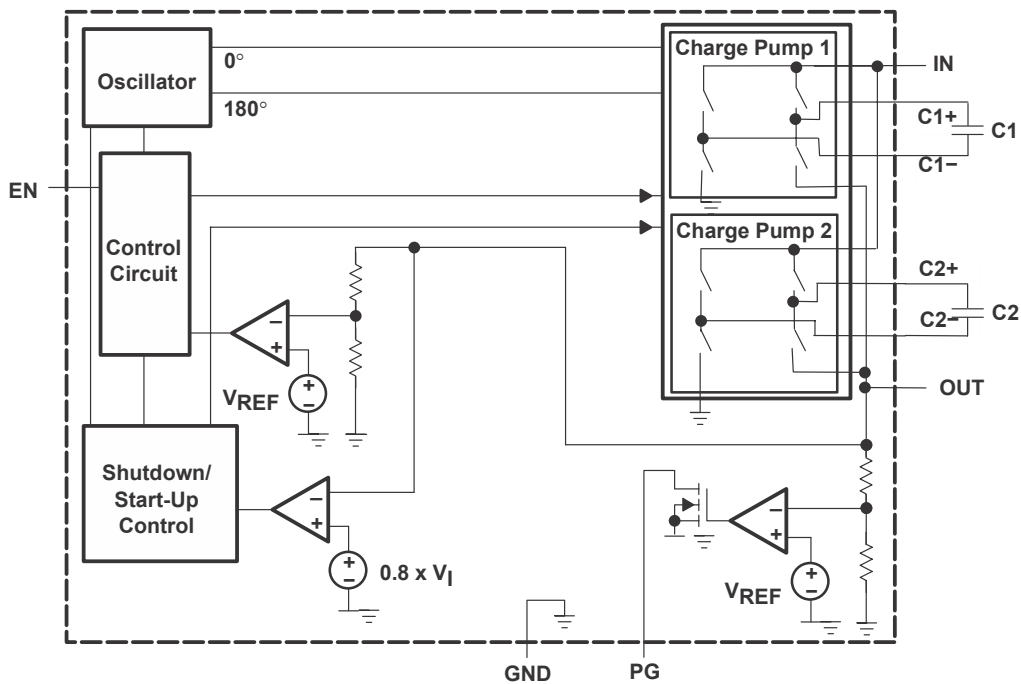 Oscillator
0°
180°
Charge Pump 1
IN
C1+
C1
C1−
EN
Control
Circuit
Charge Pump 2
C2+
C2
C2−
−
+
VREF
+
−
OUT
Shutdown/
Start-Up
Control
−
+
+
−
0.8 x VI
−
+
VREF
+
−
GND
PG